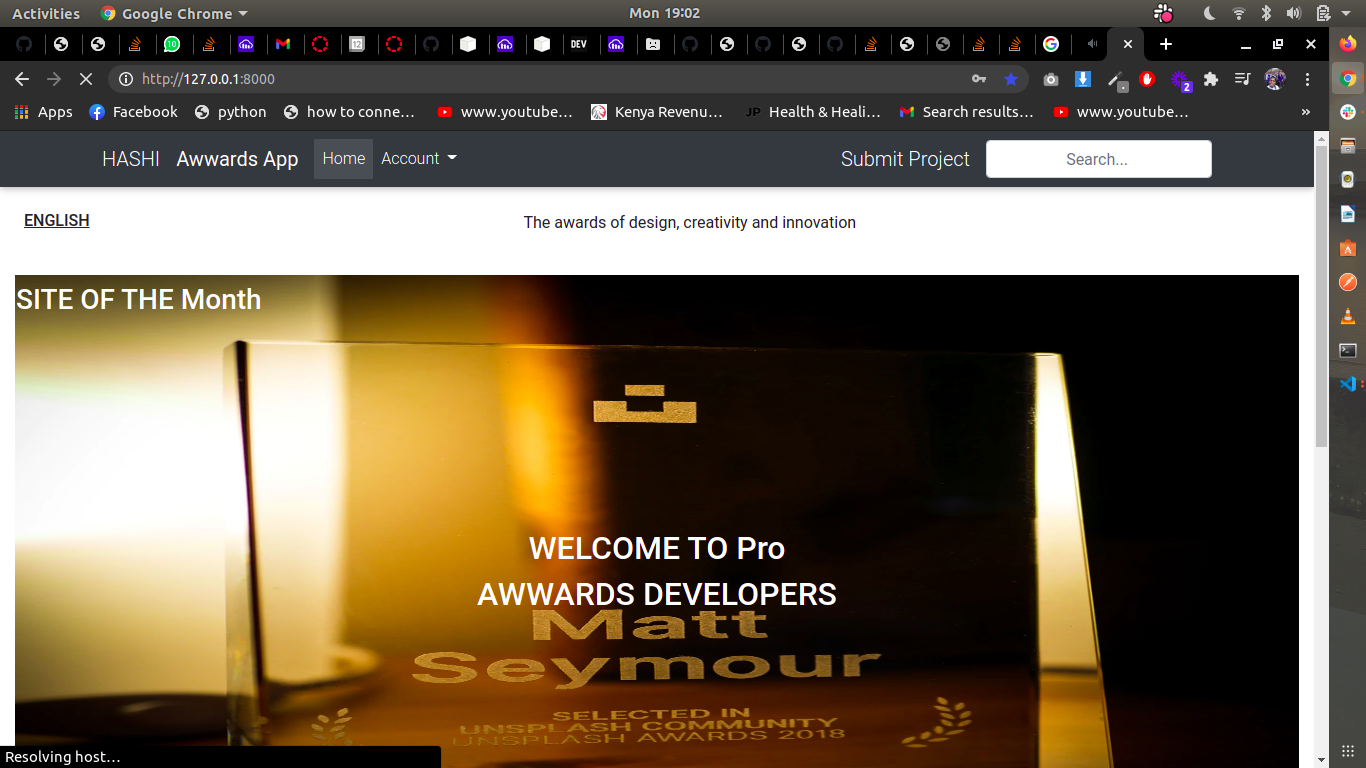 Activities Google Chrome Mon 19:02
http://127.0.0.1:8000
Apps Facebook python how to conne… www.youtube… Kenya Revenu… JP Health & Heali… Search results… www.youtube… »
HASHI Awwards App Home Account Submit Project Search...
ENGLISH The awards of design, creativity and innovation
SITE OF THE Month
WELCOME TO Pro
AWWARDS DEVELOPERS
Matt
Seymour
SELECTED IN
UNSPLASH COMMUNITY
UNSPLASH AWARDS 2018
Resolving host…